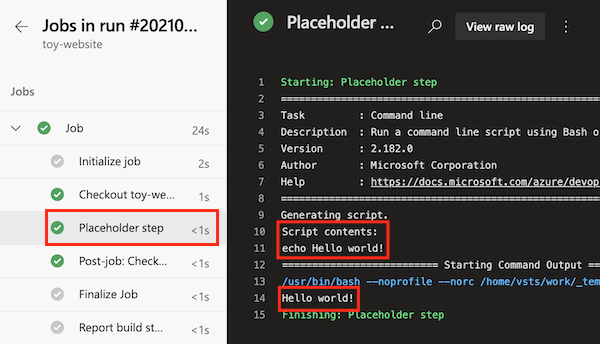 Jobs in run #20210...
toy-website
Jobs
Job 24s
Initialize job 2s
Checkout toy-we... 1s
Placeholder step <1s
Post-job: Check... <1s
Finalize Job <1s
Report build st... <1s
Placeholder ...
View raw log
1 Starting: Placeholder step
2 ==============================================================================
3 Task : Command line
4 Description : Run a command line script using Bash o
5 Version : 2.182.0
6 Author : Microsoft Corporation
7 Help : https://docs.microsoft.com/azure/devop
8 ==============================================================================
9 Generating script.
10 Script contents:
11 echo Hello world!
12 ========================== Starting Command Output ==
13 /usr/bin/bash --noprofile --norc /home/vsts/work/_tem
14 Hello world!
15 Finishing: Placeholder step